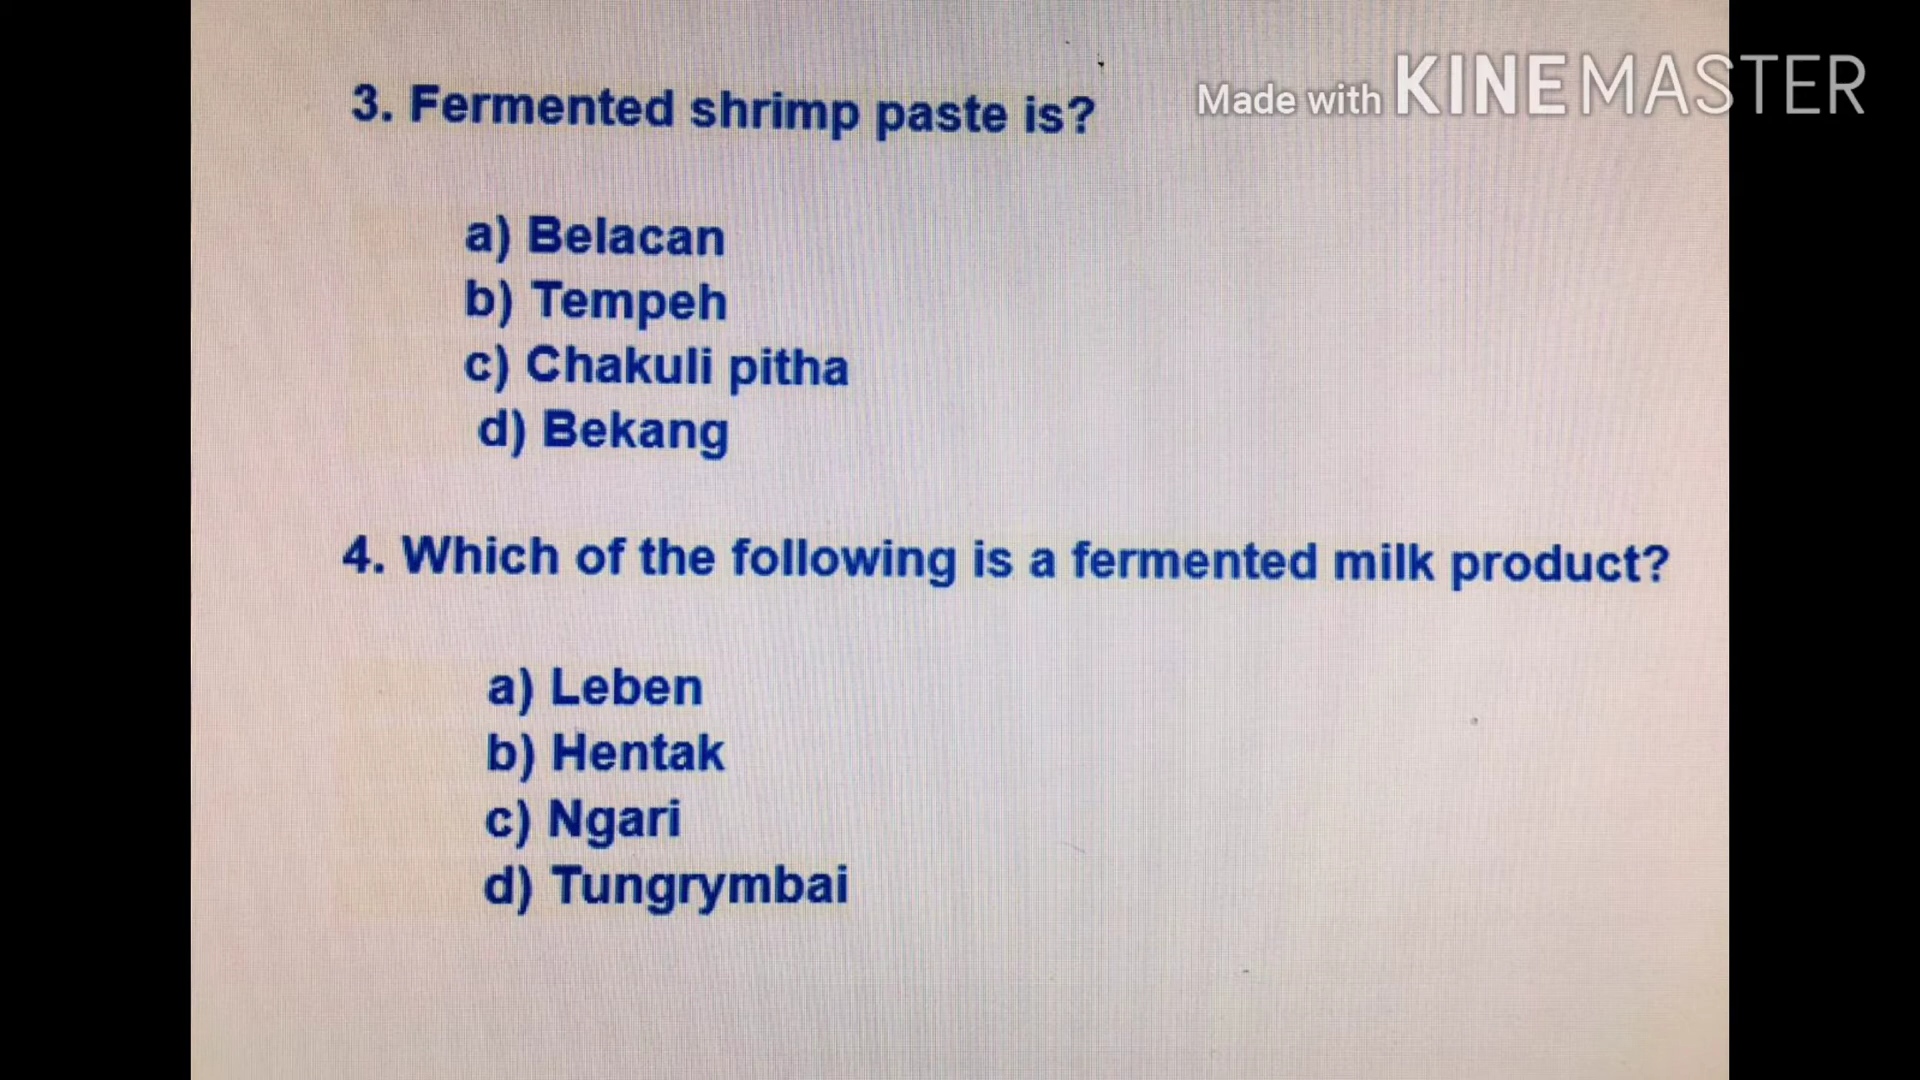 3. Fermented shrimp paste is?
Made with KINEMASTER
a) Belacan
b) Tempeh
c) Chakuli pitha
d) Bekang
4. Which of the following is a fermented milk product?
a) Leben
b) Hentak
c) Ngari
d) Tungrymbai